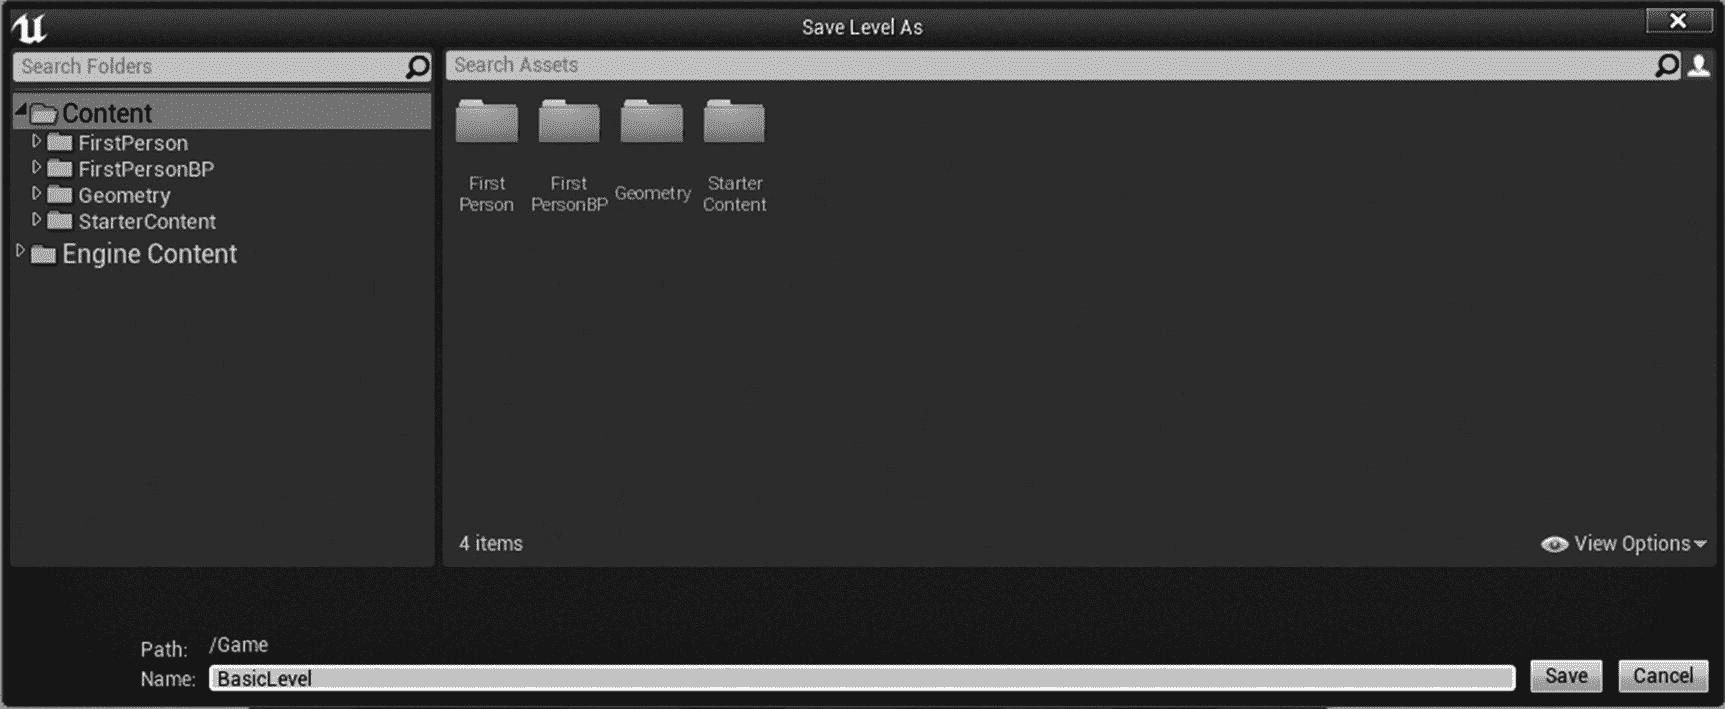 Save Level As
Search Folders
Content
FirstPerson
FirstPersonBP
Geometry
StarterContent
Engine Content
Search Assets
First
Person
First
PersonBP
Geometry
Starter
Content
4 items
View Options
Path: /Game
Name: BasicLevel
Save
Cancel